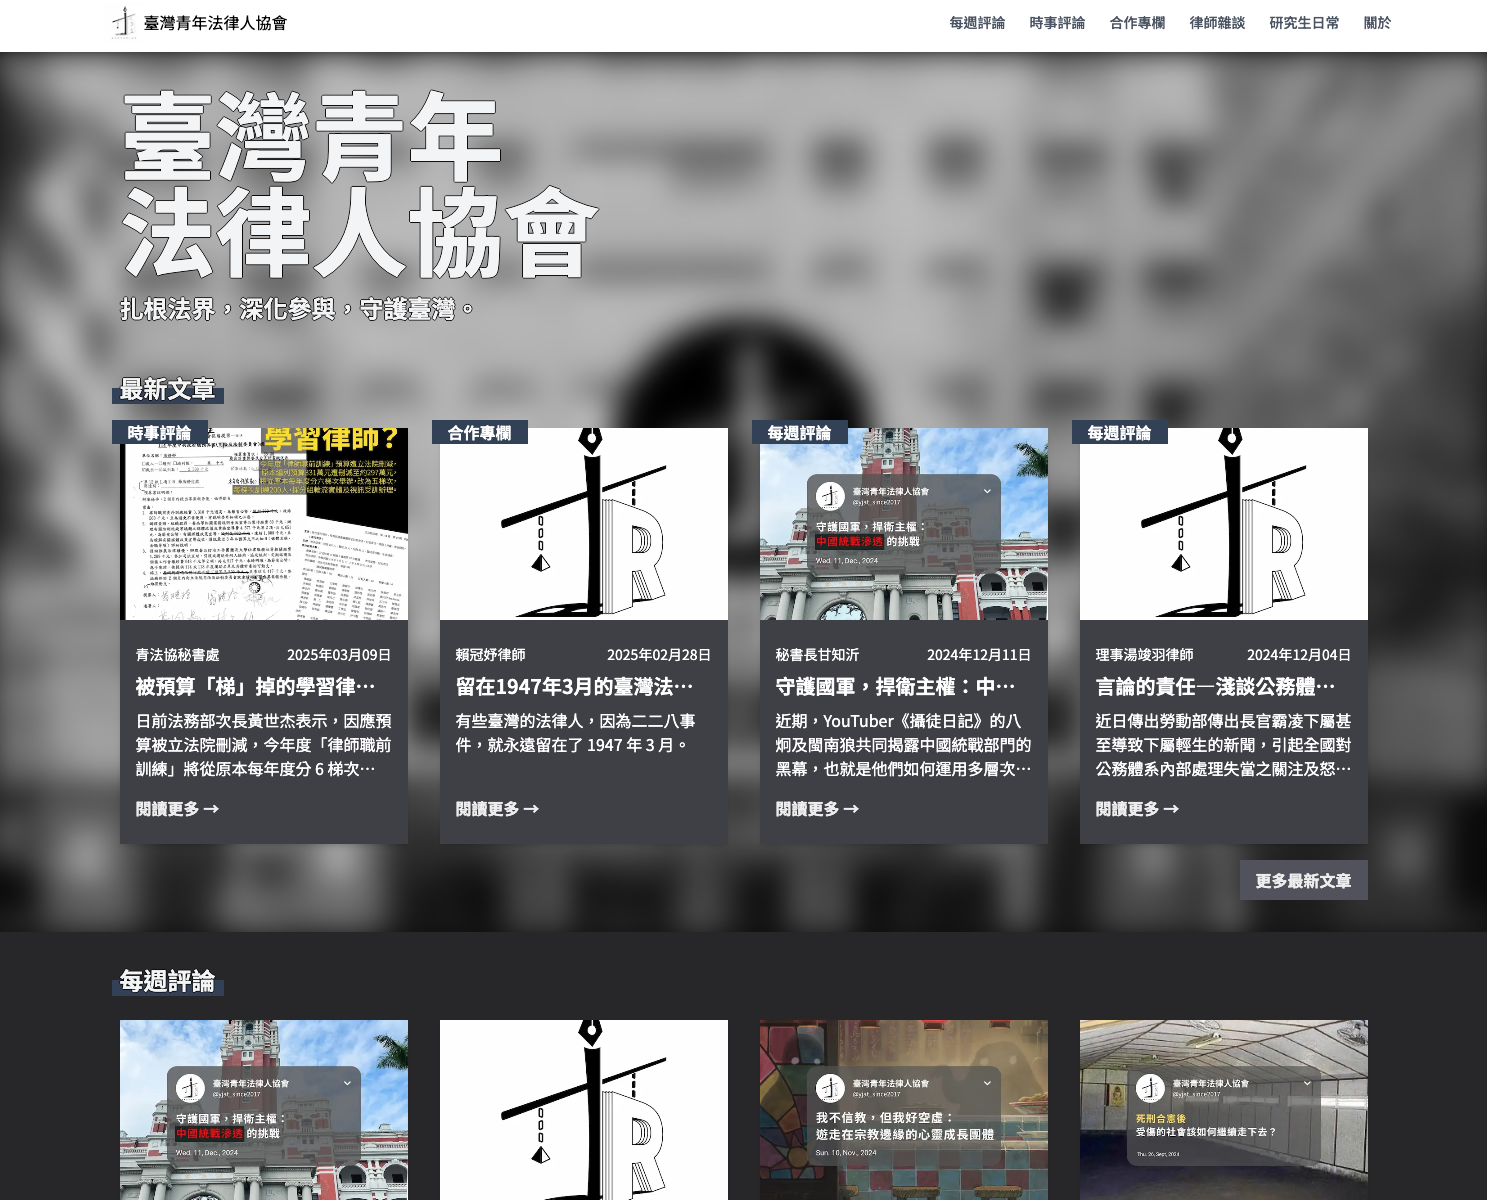 臺灣青年法律人協會
每週評論 時事評論 合作專欄 律師雜談 研究生日常 關於
臺灣青年
法律人協會
扎根法界，深化參與，守護臺灣。
最新文章
時事評論
學習律師？
青法協秘書處 2025年03月09日
被預算「梯」掉的學習律…
日前法務部次長黃世杰表示，因應預
算被立法院刪減，今年度「律師職前
訓練」將從原本每年度分 6 梯次…
閱讀更多 →
合作專欄
賴冠妤律師 2025年02月28日
留在1947年3月的臺灣法…
有些臺灣的法律人，因為二二八事
件，就永遠留在了 1947 年 3 月。
閱讀更多 →
每週評論
臺灣青年法律人協會
@yjat_since2017
守護國軍，捍衛主權：
中國統戰滲透 的挑戰
Wed. 11, Dec., 2024
秘書長甘知沂 2024年12月11日
守護國軍，捍衛主權：中…
近期，YouTuber《攝徒日記》的八
炯及閩南狼共同揭露中國統戰部門的
黑幕，也就是他們如何運用多層次…
閱讀更多 →
每週評論
理事湯竣羽律師 2024年12月04日
言論的責任—淺談公務體…
近日傳出勞動部傳出長官霸凌下屬甚
至導致下屬輕生的新聞，引起全國對
公務體系內部處理失當之關注及怒…
閱讀更多 →
更多最新文章
每週評論
臺灣青年法律人協會
@yjat_since2017
守護國軍，捍衛主權：
中國統戰滲透 的挑戰
Wed. 11, Dec., 2024
臺灣青年法律人協會
@yjat_since2017
我不信教，但我好空虛：
遊走在宗教邊緣的心靈成長團體
Sun. 10, Nov., 2024
臺灣青年法律人協會
@yjat_since2017
死刑合憲後
受傷的社會該如何繼續走下去？
Thu. 26, Sept, 2024